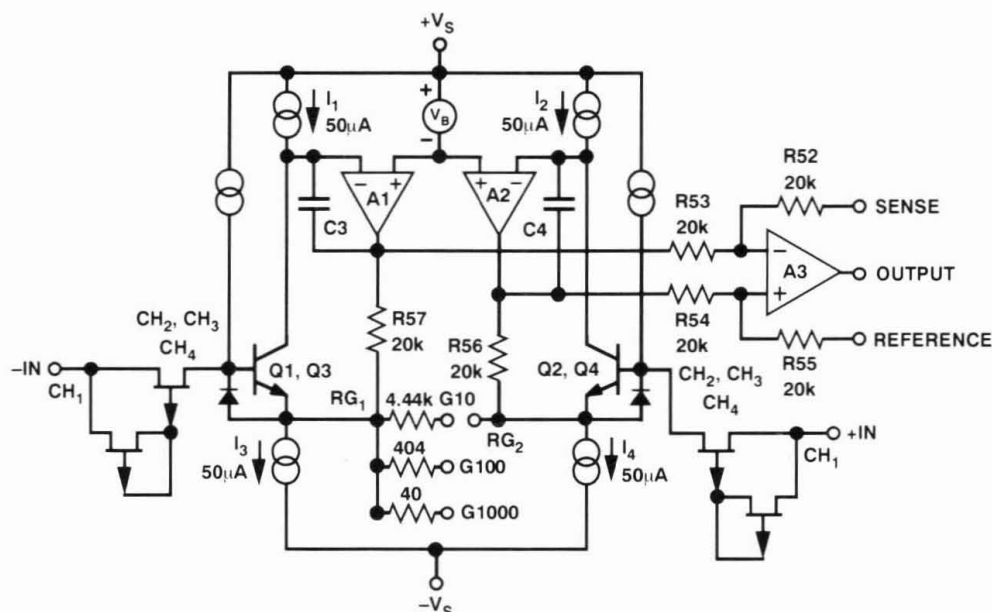 +VS
+
I1
50μA
VB
−
I2
50μA
− A1 +
+ A2 −
C3
C4
R52
20k
SENSE
R53
20k
−
A3
+
OUTPUT
R54
20k
REFERENCE
R55
20k
R57
20k
R56
20k
CH2, CH3
CH4
−IN
CH1
Q1, Q3
Q2, Q4
CH2, CH3
CH4
+IN
CH1
RG1
4.44k
G10
RG2
I3
50μA
404
G100
I4
50μA
40
G1000
−VS